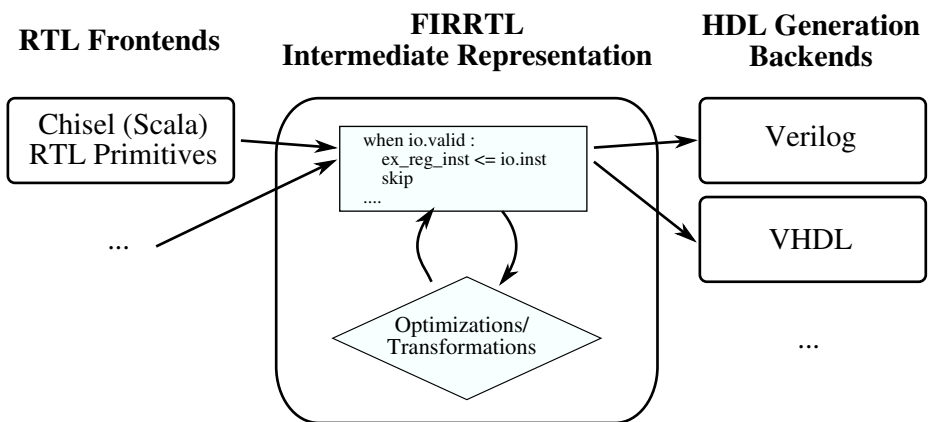 RTL Frontends
FIRRTL
Intermediate Representation
HDL Generation
Backends
Chisel (Scala)
RTL Primitives
...
when io.valid :
ex_reg_inst <= io.inst
skip
....
Optimizations/
Transformations
Verilog
VHDL
...